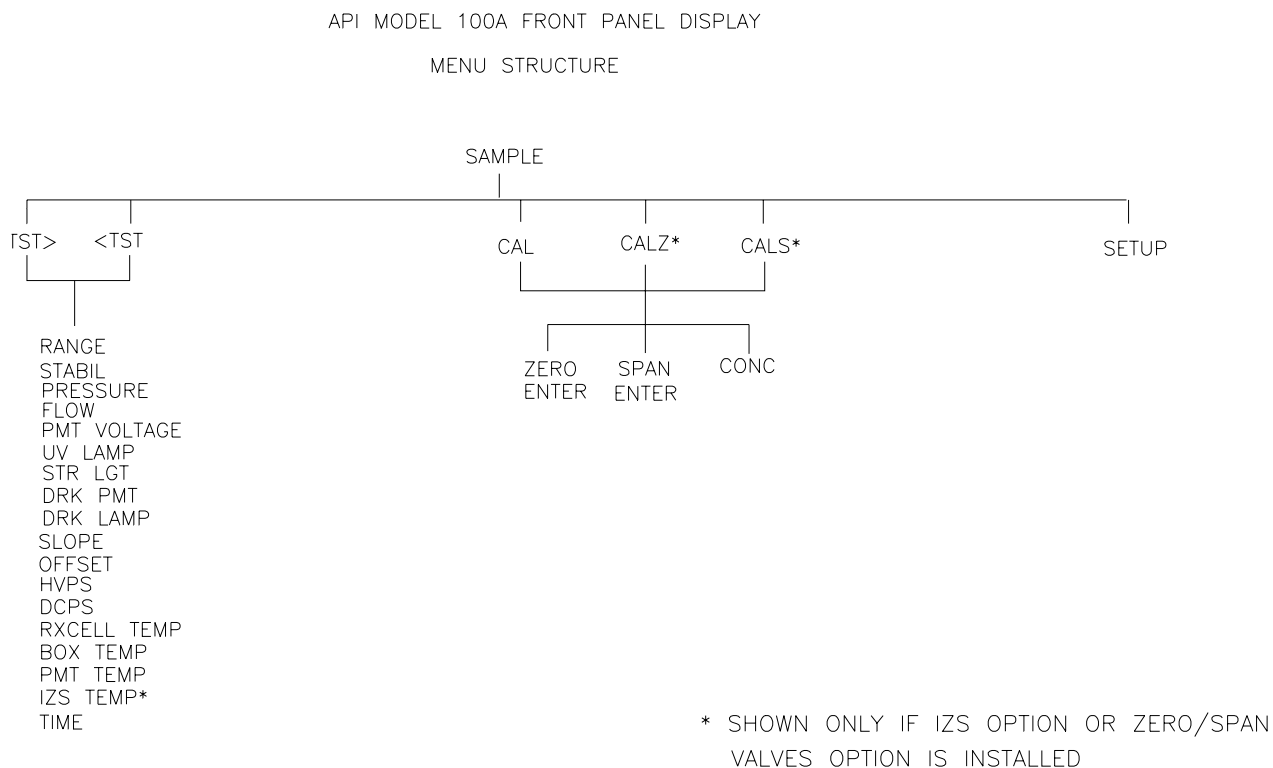 API MODEL 100A FRONT PANEL DISPLAY
MENU STRUCTURE
SAMPLE
TST> <TST CAL CALZ* CALS* SETUP
RANGE
STABIL
PRESSURE
FLOW
PMT VOLTAGE
UV LAMP
STR LGT
DRK PMT
DRK LAMP
SLOPE
OFFSET
HVPS
DCPS
RXCELL TEMP
BOX TEMP
PMT TEMP
IZS TEMP*
TIME
ZERO
ENTER
SPAN
ENTER
CONC
* SHOWN ONLY IF IZS OPTION OR ZERO/SPAN
VALVES OPTION IS INSTALLED